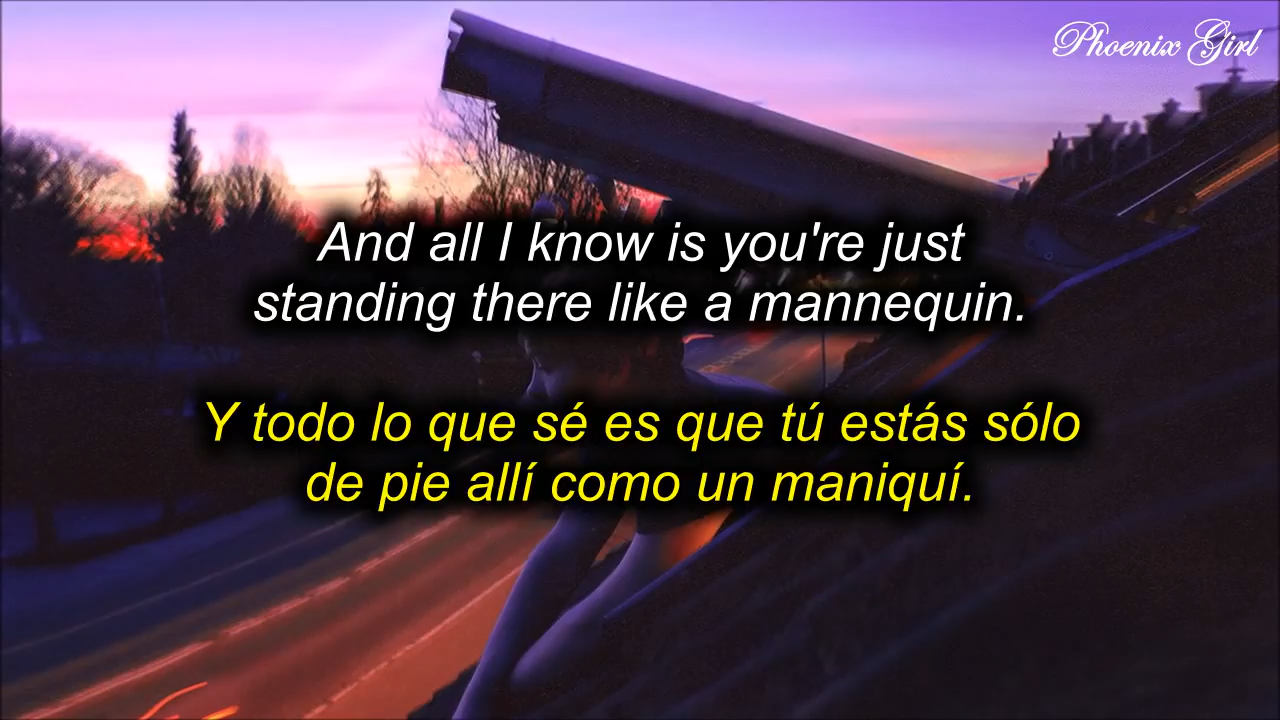 Phoenix Girl
And all I know is you're just
standing there like a mannequin.
Y todo lo que sé es que tú estás sólo
de pie allí como un maniquí.